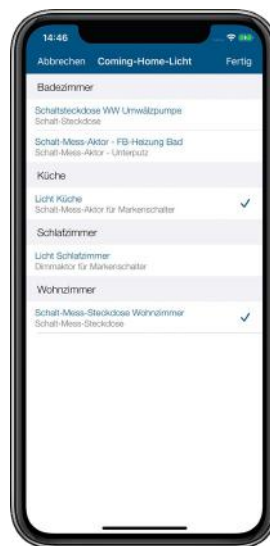 14:46
Abbrechen Coming-Home-Licht Fertig
Badezimmer
Schaltsteckdose WW Umwälzpumpe
Schalt-Steckdose
Schalt-Mess-Aktor - FB-Heizung Bad
Schalt-Mess-Aktor - Unterputz
Küche
Licht Küche
Schalt-Mess-Aktor für Markenschalter
Schlafzimmer
Licht Schlafzimmer
Dimmaktor für Markenschalter
Wohnzimmer
Schalt-Mess-Steckdose Wohnzimmer
Schalt-Mess-Steckdose